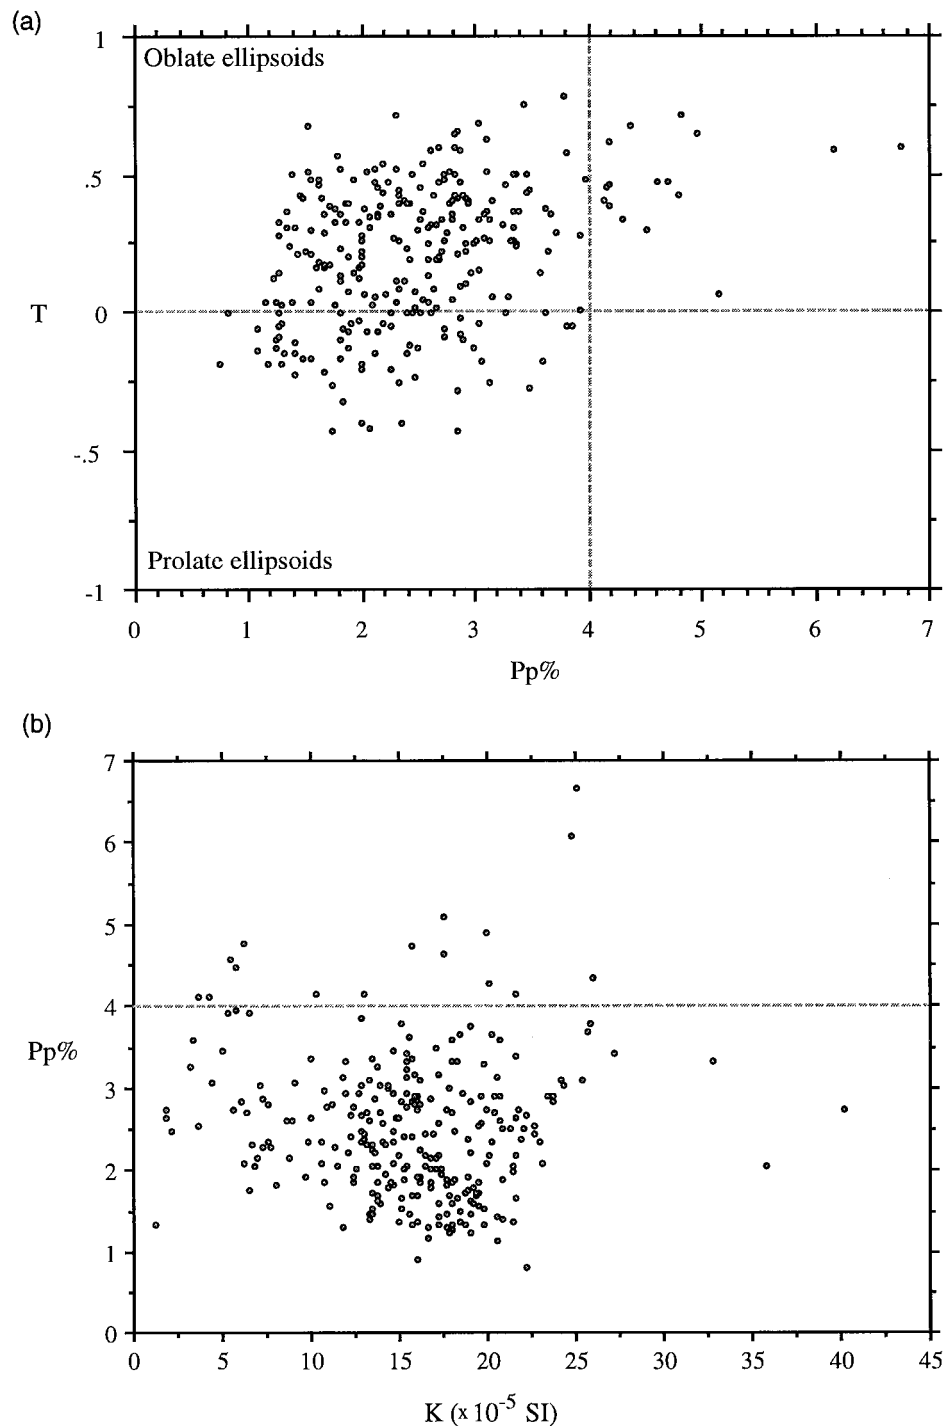 (a)
1
Oblate ellipsoids
.5
T
0
-.5
Prolate ellipsoids
-1
0 1 2 3 4 5 6 7
Pp%
(b)
7
6
5
4
Pp%
3
2
1
0
0 5 10 15 20 25 30 35 40 45
K (x 10⁻⁵ SI)